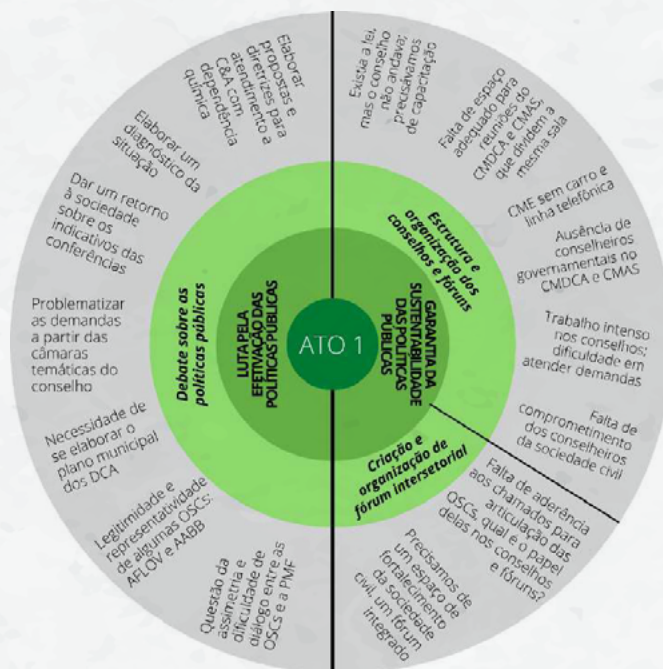 ATO 1
LUTA PELA
EFETIVAÇÃO DAS
POLÍTICAS PÚBLICAS
Debate sobre as
políticas públicas
Elaborar
propostas e
diretrizes para
atendimento a
C&A com
dependência
química
Elaborar um
diagnóstico da
situação
Dar um retorno
à sociedade
sobre os
indicativos das
conferências
Problematizar
as demandas
a partir das
câmaras
temáticas do
conselho
Necessidade de
se elaborar o
plano municipal
dos DCA
Legitimidade e
representatividade
de algumas OSCs:
AFLOV e AABB
Questão da
assimetria e
dificuldade de
diálogo entre as
OSCs e a PMF
GARANTIA DA
SUSTENTABILIDADE
DAS POLÍTICAS
PÚBLICAS
Estrutura e
organização dos
conselhos e fóruns
Existia a lei,
mas o conselho
não andava;
precisávamos
de capacitação
Falta de espaço
adequado para
reuniões do
CMDCA e CMAS,
que dividem a
mesma sala
CME sem carro e
linha telefônica
Ausência de
conselheiros
governamentais no
CMDCA e CMAS
Trabalho intenso
nos conselhos;
dificuldade em
atender demandas
Falta de
comprometimento
dos conselheiros
da sociedade civil
Criação e
organização de
fórum intersetorial
Falta de aderência
aos chamados para
articulação das
OSCs, qual é o papel
delas nos conselhos
e fóruns?
Precisamos de
um espaço de
fortalecimento
da sociedade
civil, um fórum
integrado